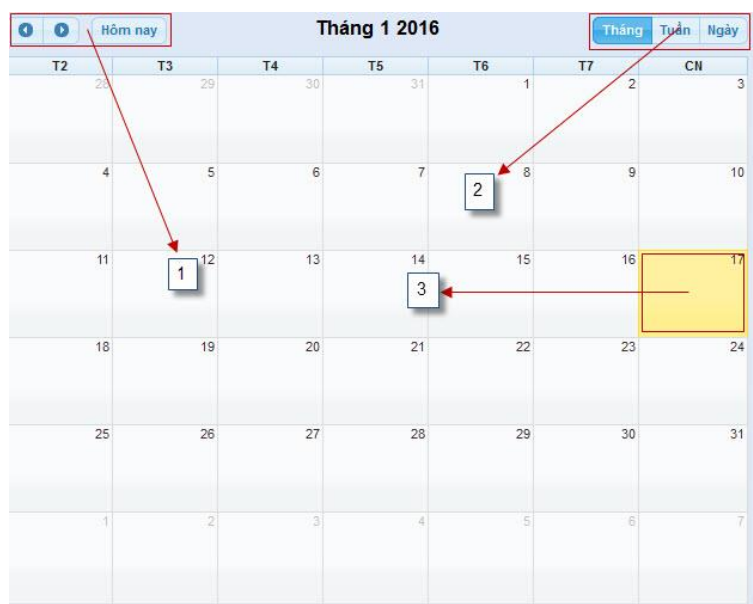 Hôm nay Tháng 1 2016 Tháng Tuần Ngày
T2 T3 T4 T5 T6 T7 CN
28 29 30 31 1 2 3
4 5 6 7 8 9 10
2
11 12 13 14 15 16 17
1 3
18 19 20 21 22 23 24
25 26 27 28 29 30 31
1 2 3 4 5 6 7